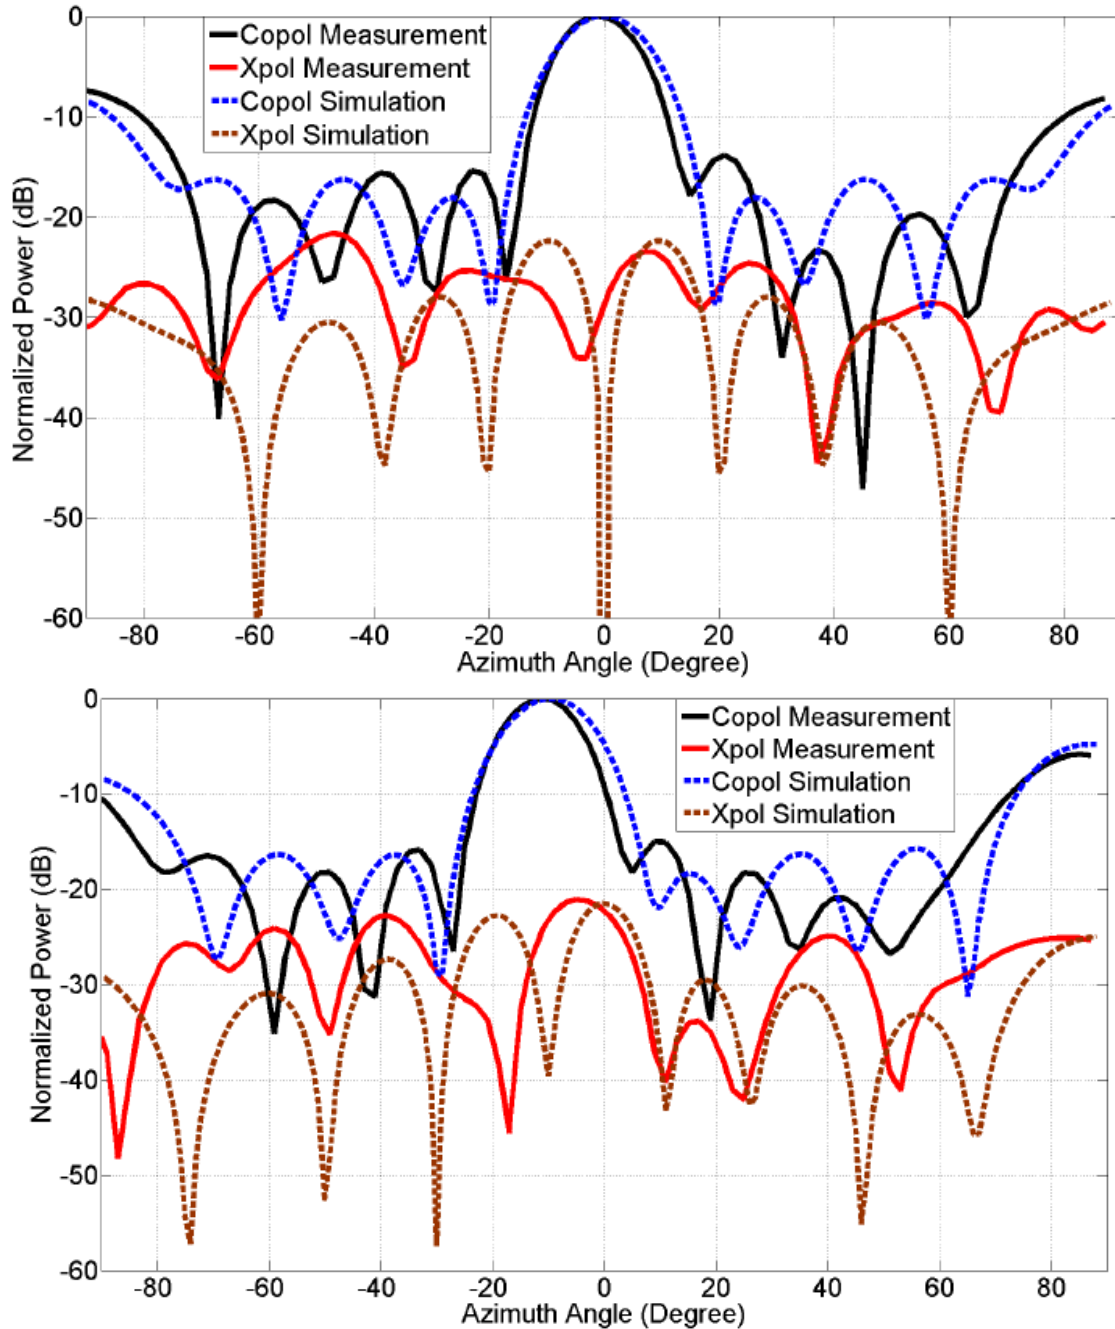 0
-10
-20
-30
-40
-50
-60
Normalized Power (dB)
Copol Measurement
Xpol Measurement
Copol Simulation
Xpol Simulation
-80 -60 -40 -20 0 20 40 60 80
Azimuth Angle (Degree)
0
-10
-20
-30
-40
-50
-60
Normalized Power (dB)
Copol Measurement
Xpol Measurement
Copol Simulation
Xpol Simulation
-80 -60 -40 -20 0 20 40 60 80
Azimuth Angle (Degree)